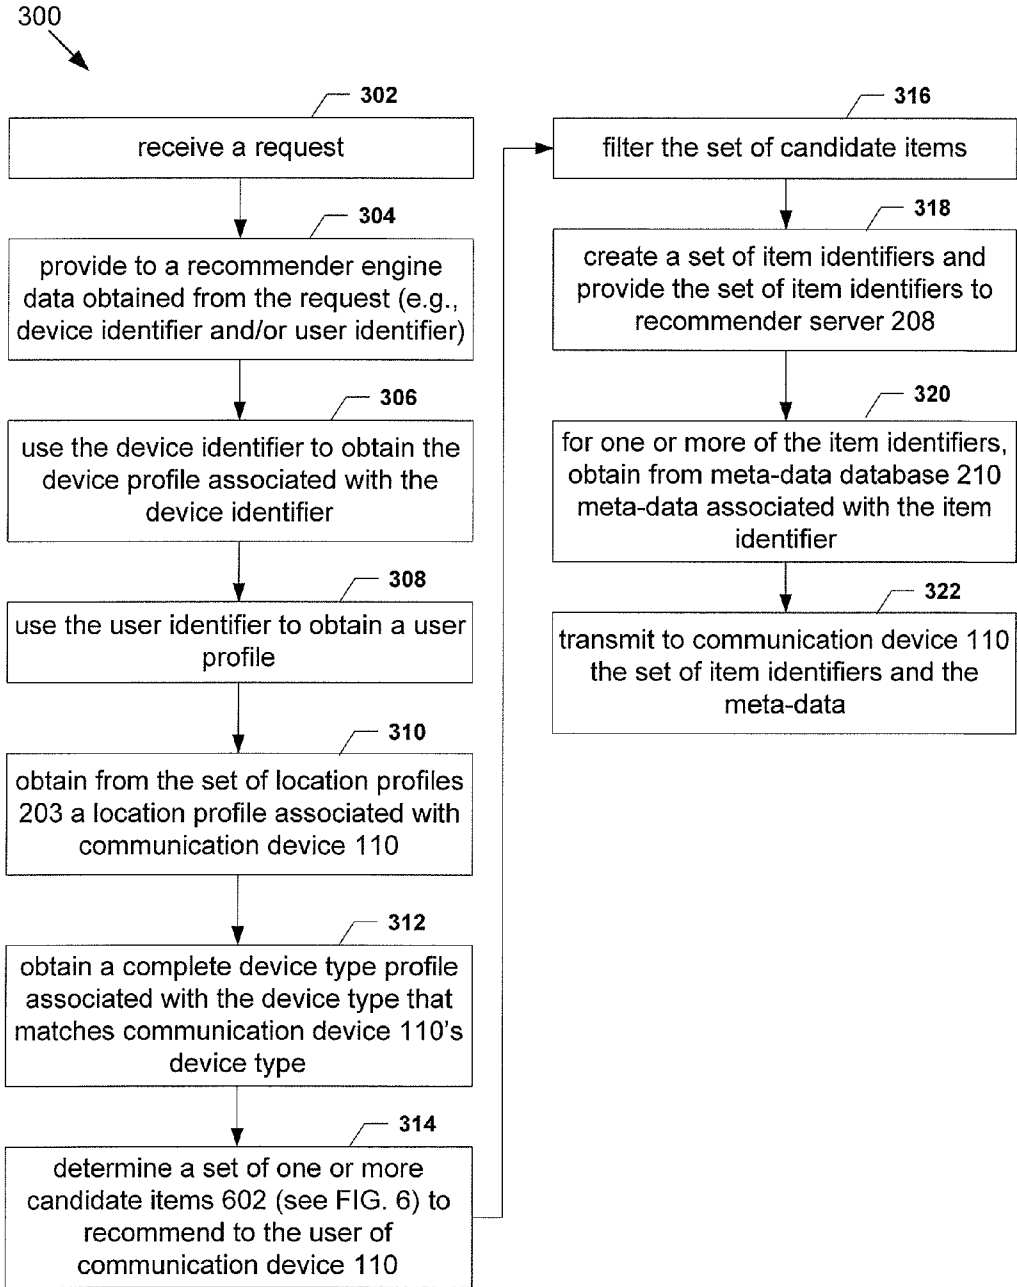 300
302
receive a request
304
provide to a recommender engine
data obtained from the request (e.g.,
device identifier and/or user identifier)
306
use the device identifier to obtain the
device profile associated with the
device identifier
308
use the user identifier to obtain a user
profile
310
obtain from the set of location profiles
203 a location profile associated with
communication device 110
312
obtain a complete device type profile
associated with the device type that
matches communication device 110's
device type
314
determine a set of one or more
candidate items 602 (see FIG. 6) to
recommend to the user of
communication device 110
316
filter the set of candidate items
318
create a set of item identifiers and
provide the set of item identifiers to
recommender server 208
320
for one or more of the item identifiers,
obtain from meta-data database 210
meta-data associated with the item
identifier
322
transmit to communication device 110
the set of item identifiers and the
meta-data